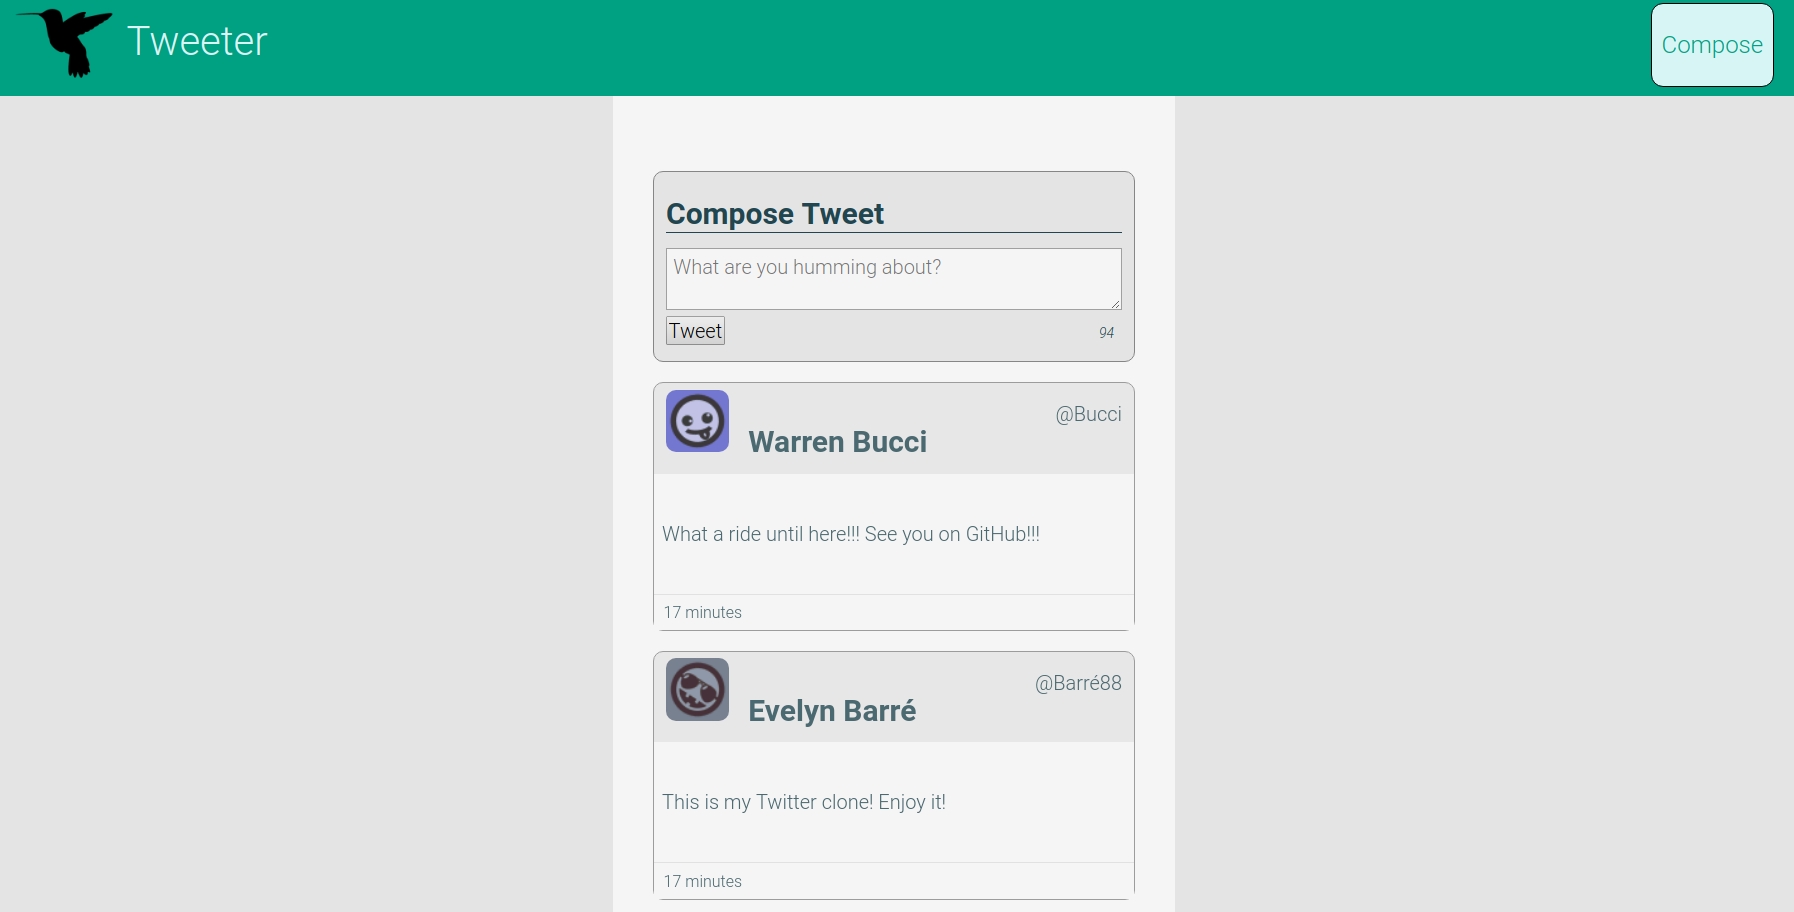 Tweeter
Compose
Compose Tweet
What are you humming about?
Tweet
94
@Bucci
Warren Bucci
What a ride until here!!! See you on GitHub!!!
17 minutes
@Barré88
Evelyn Barré
This is my Twitter clone! Enjoy it!
17 minutes